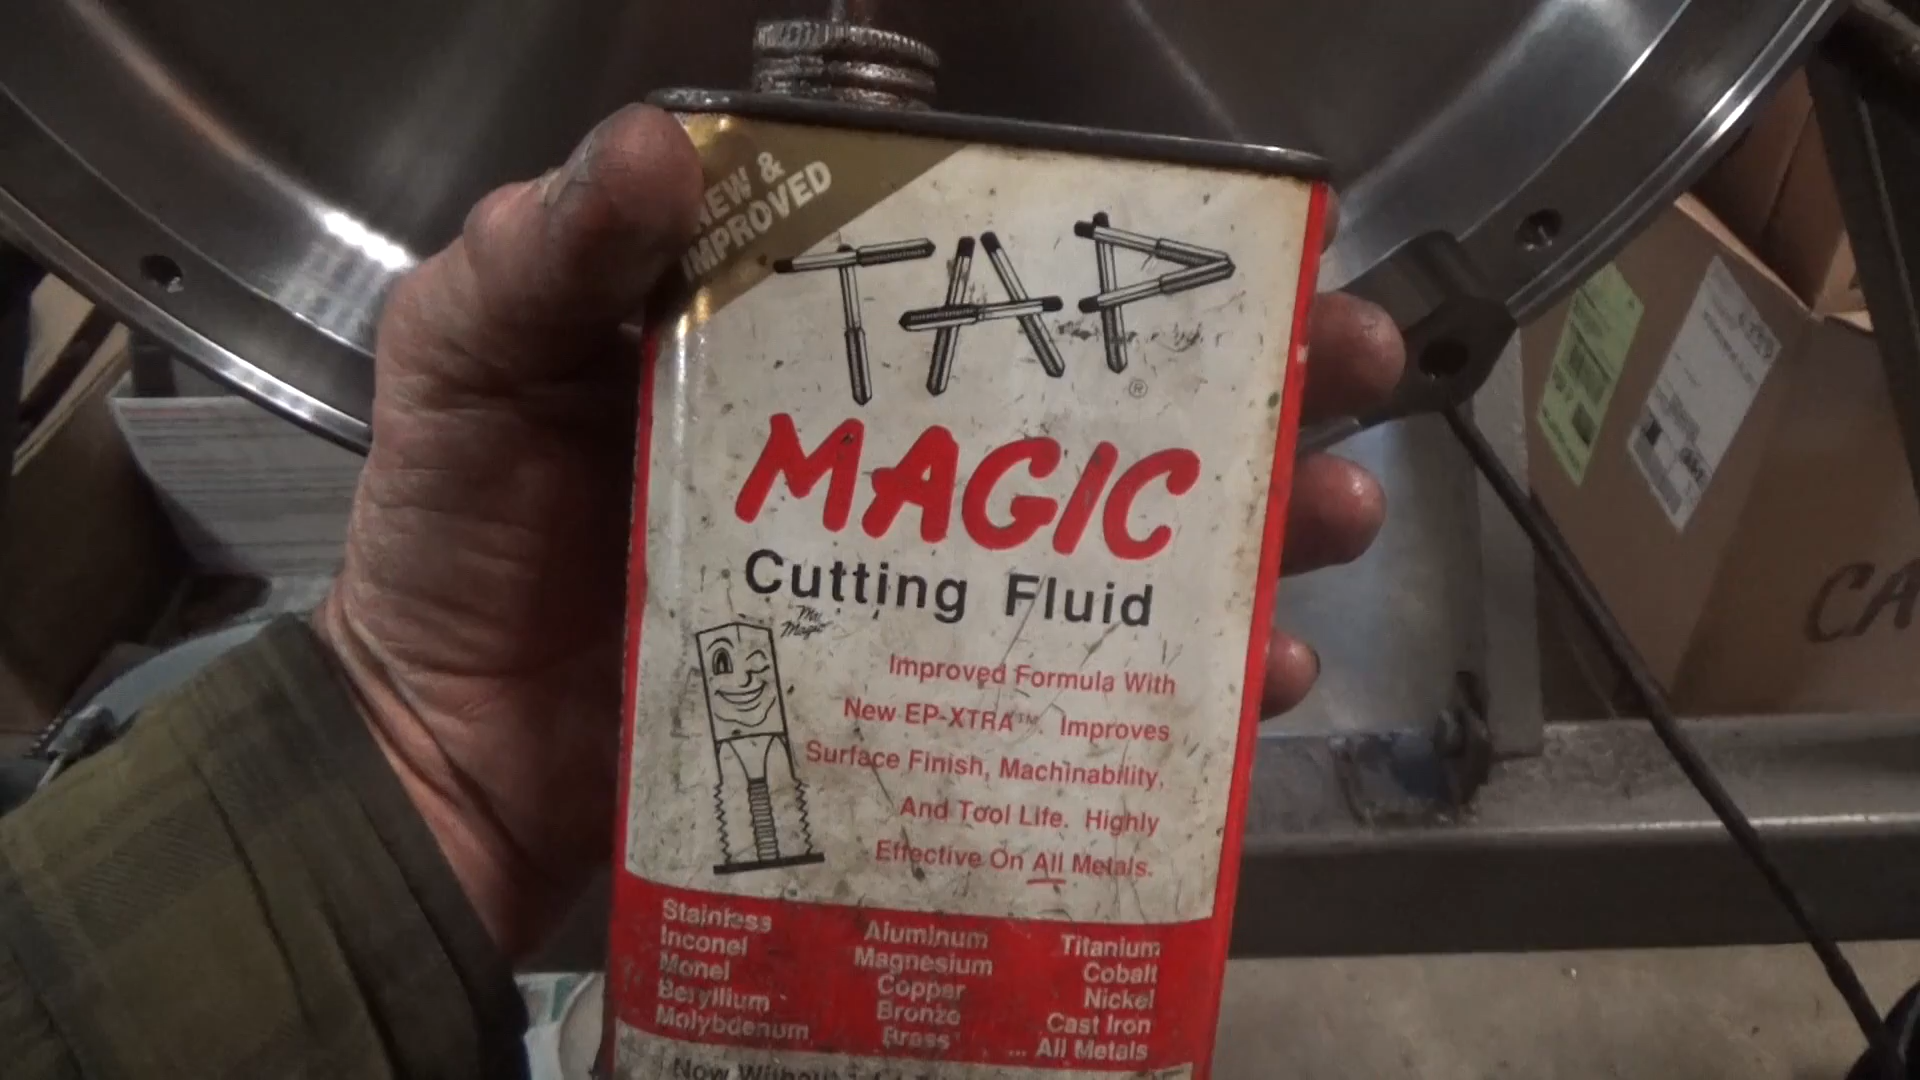 NEW &
IMPROVED
TAP
®
MAGIC
Cutting Fluid
Mr.
Magic
Improved Formula With
New EP-XTRA™. Improves
Surface Finish, Machinability,
And Tool Life. Highly
Effective On All Metals.
Stainless
Inconel
Monel
Beryllium
Molybdenum
Aluminum
Magnesium
Copper
Bronze
Brass
Titanium
Cobalt
Nickel
Cast Iron
... All Metals
Now
CA